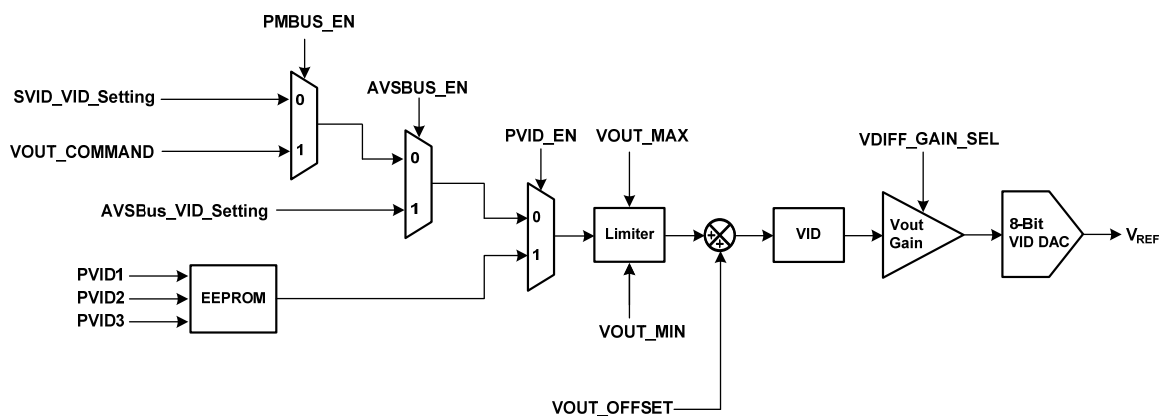 PMBUS_EN
SVID_VID_Setting
0
VOUT_COMMAND
1
AVSBUS_EN
0
AVSBus_VID_Setting
1
PVID_EN
0
1
PVID1
PVID2
PVID3
EEPROM
VOUT_MAX
Limiter
VOUT_MIN
+
+
VOUT_OFFSET
VID
VDIFF_GAIN_SEL
Vout
Gain
8-Bit
VID DAC
VREF